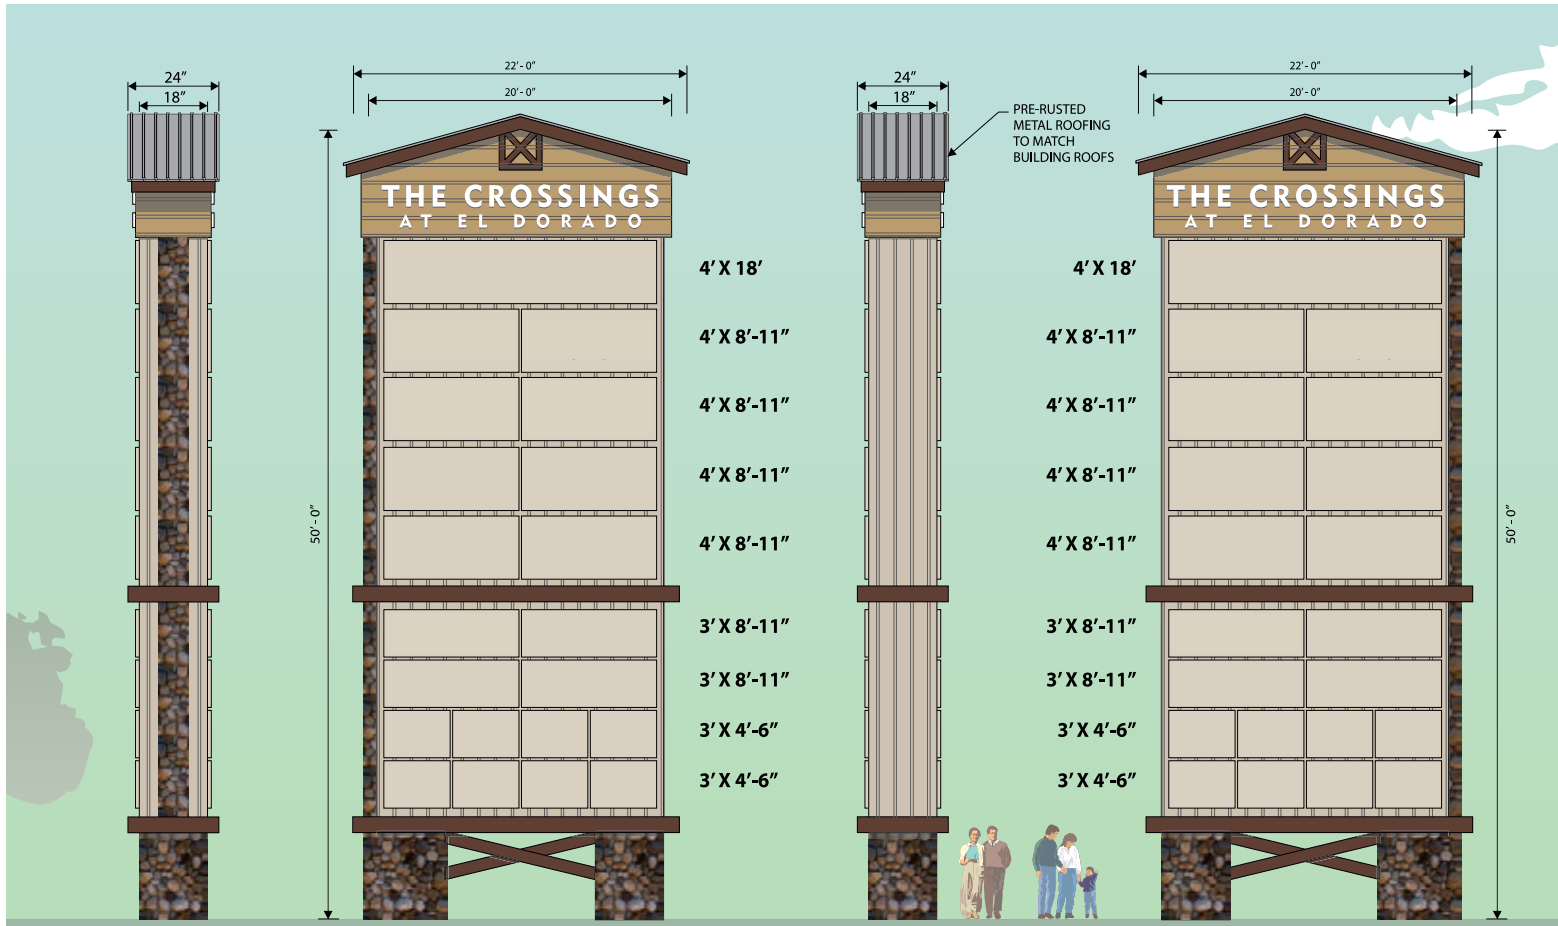 24”
18”
22’- 0”
20’- 0”
THE CROSSINGS
AT EL DORADO
50’- 0”
4’ X 18’
4’ X 8’-11”
4’ X 8’-11”
4’ X 8’-11”
4’ X 8’-11”
3’ X 8’-11”
3’ X 8’-11”
3’ X 4’-6”
3’ X 4’-6”
24”
18”
PRE-RUSTED
METAL ROOFING
TO MATCH
BUILDING ROOFS
22’- 0”
20’- 0”
THE CROSSINGS
AT EL DORADO
4’ X 18’
4’ X 8’-11”
4’ X 8’-11”
4’ X 8’-11”
4’ X 8’-11”
3’ X 8’-11”
3’ X 8’-11”
3’ X 4’-6”
3’ X 4’-6”
50’- 0”